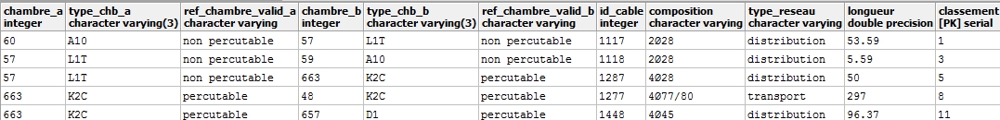 chambre_a type_chb_a ref_chambre_valid_a chambre_b type_chb_b ref_chambre_valid_b id_cable composition type_reseau longueur classement
integer character varying(3) character varying integer character varying(3) character varying integer character varying character varying double precision [PK] serial
60 A10 non percutable 57 L1T non percutable 1117 2028 distribution 53.59 1
57 L1T non percutable 59 A10 non percutable 1118 2028 distribution 5.59 3
57 L1T non percutable 663 K2C percutable 1287 4028 distribution 50 5
663 K2C percutable 48 K2C percutable 1277 4077/80 transport 297 8
663 K2C percutable 657 D1 percutable 1448 4045 distribution 96.37 11